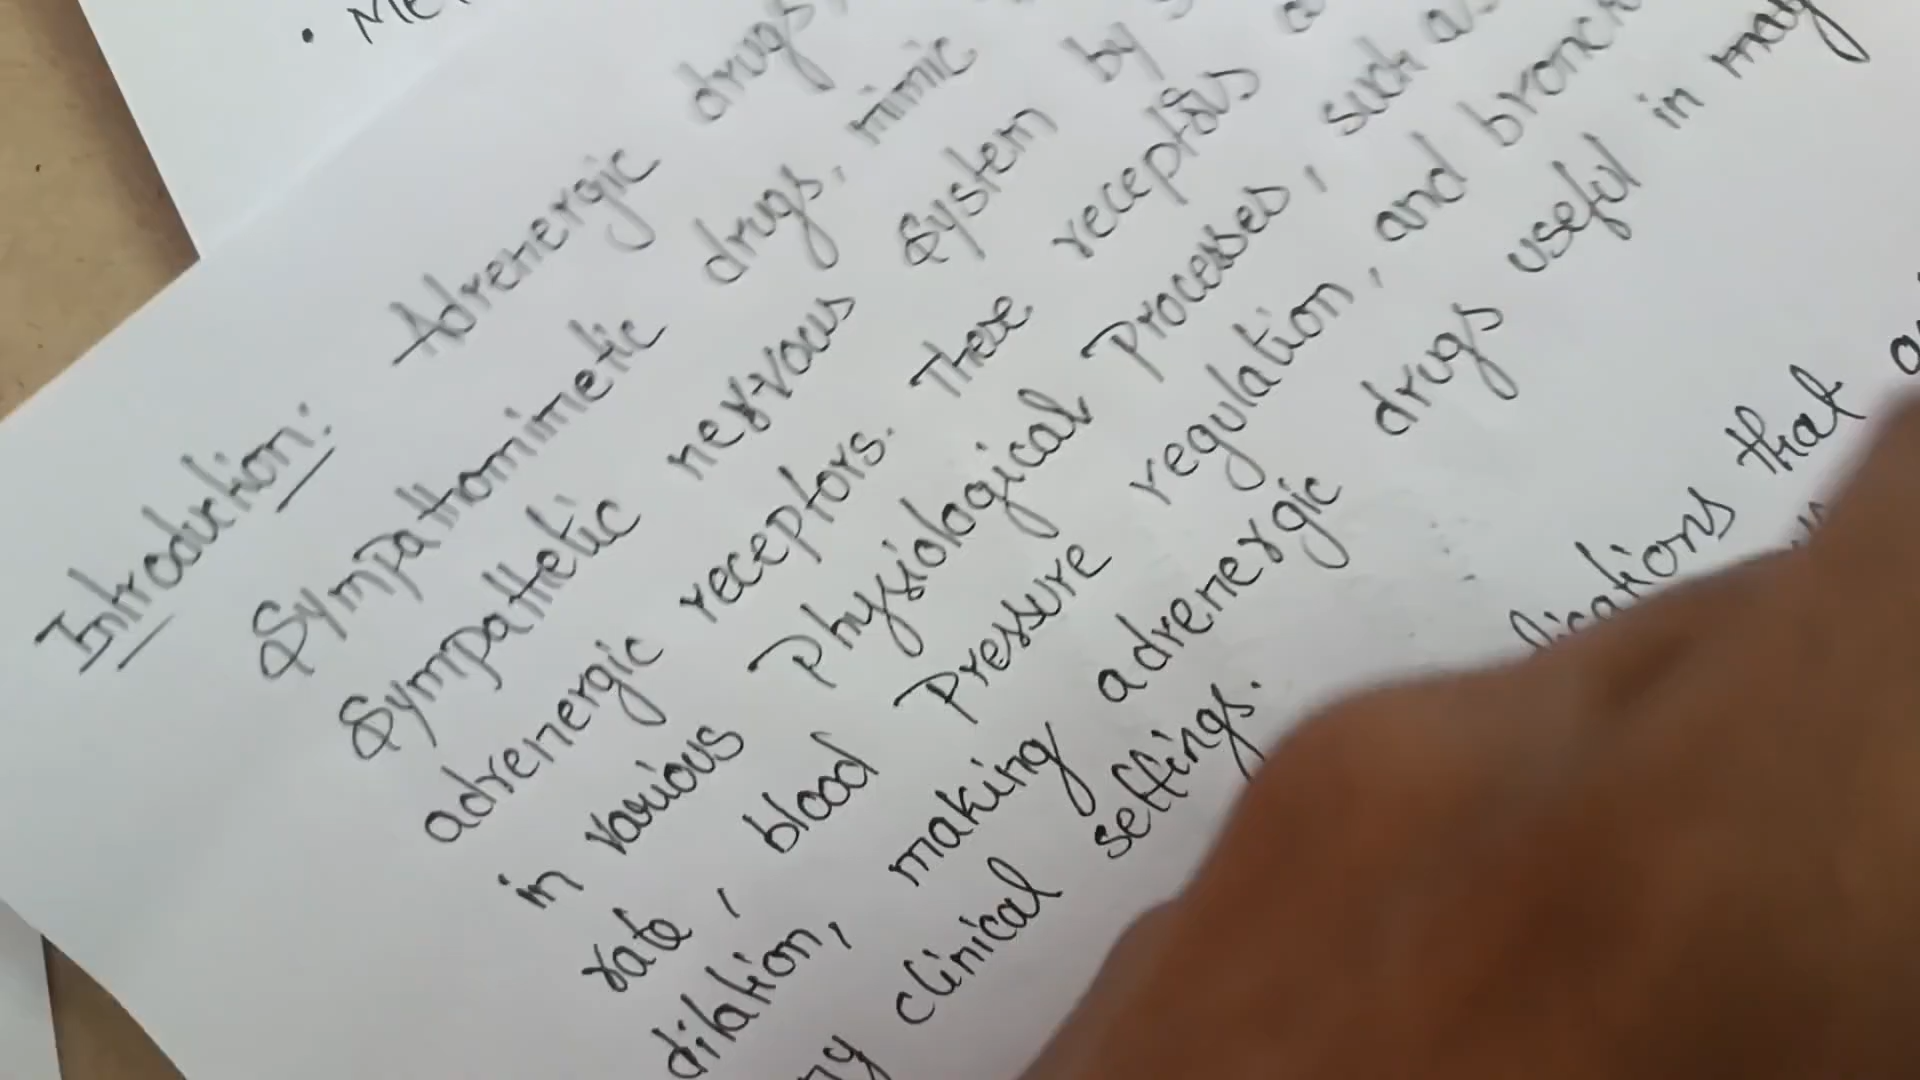 Introduction: Adrenergic drugs,
Sympathomimetic drugs, mimic
Sympathetic nervous system by
adrenergic receptors. These receptors
in various Physiological Processes, such as
rate, blood Pressure regulation, and bronch
dilation, making adrenergic drugs useful in may
clinical settings.
that